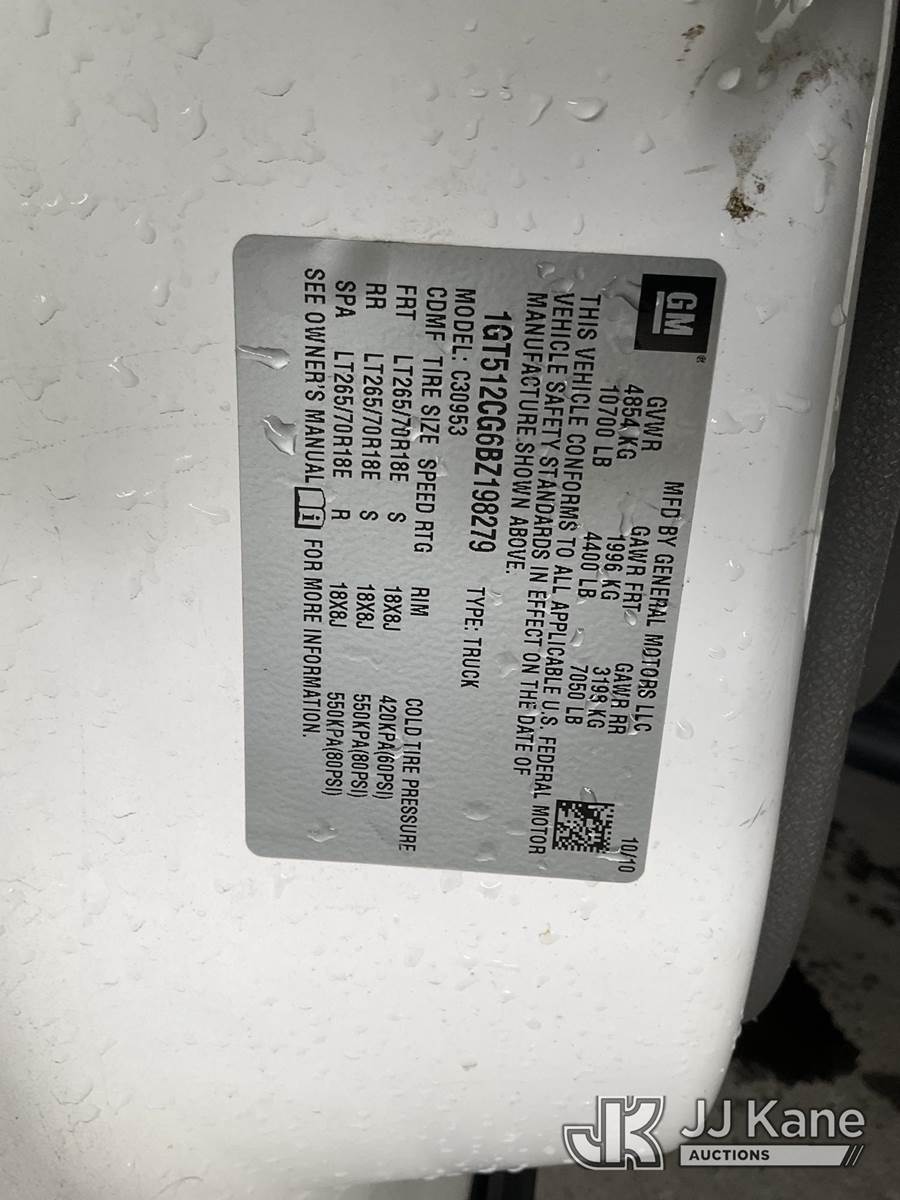 GM ®
MFD BY GENERAL MOTORS LLC 10/10
GVWR GAWR FRT GAWR RR
4854 KG 1996 KG 3198 KG
10700 LB 4400 LB 7050 LB
THIS VEHICLE CONFORMS TO ALL APPLICABLE U.S. FEDERAL MOTOR
VEHICLE SAFETY STANDARDS IN EFFECT ON THE DATE OF
MANUFACTURE SHOWN ABOVE.
1GT512CG6BZ198279 TYPE: TRUCK
MODEL: C30953
CDMF TIRE SIZE SPEED RTG RIM COLD TIRE PRESSURE
FRT LT265/70R18E S 18X8J 420KPA(60PSI)
RR LT265/70R18E S 18X8J 550KPA(80PSI)
SPA LT265/70R18E R 18X8J 550KPA(80PSI)
SEE OWNER'S MANUAL i FOR MORE INFORMATION.
JK JJ Kane
AUCTIONS